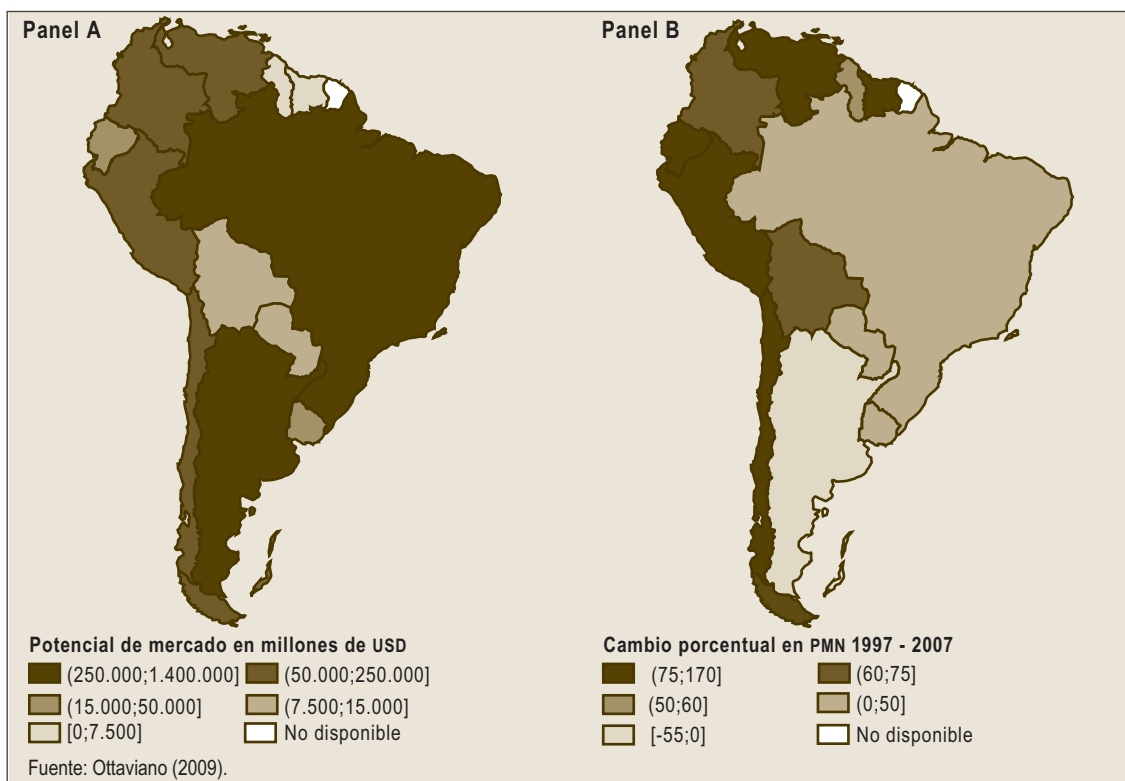 Panel A
Panel B
Potencial de mercado en millones de USD
(250.000;1.400.000]
(50.000;250.000]
(15.000;50.000]
(7.500;15.000]
[0;7.500]
No disponible
Cambio porcentual en PMN 1997 - 2007
(75;170]
(60;75]
(50;60]
(0;50]
[-55;0]
No disponible
Fuente: Ottaviano (2009).